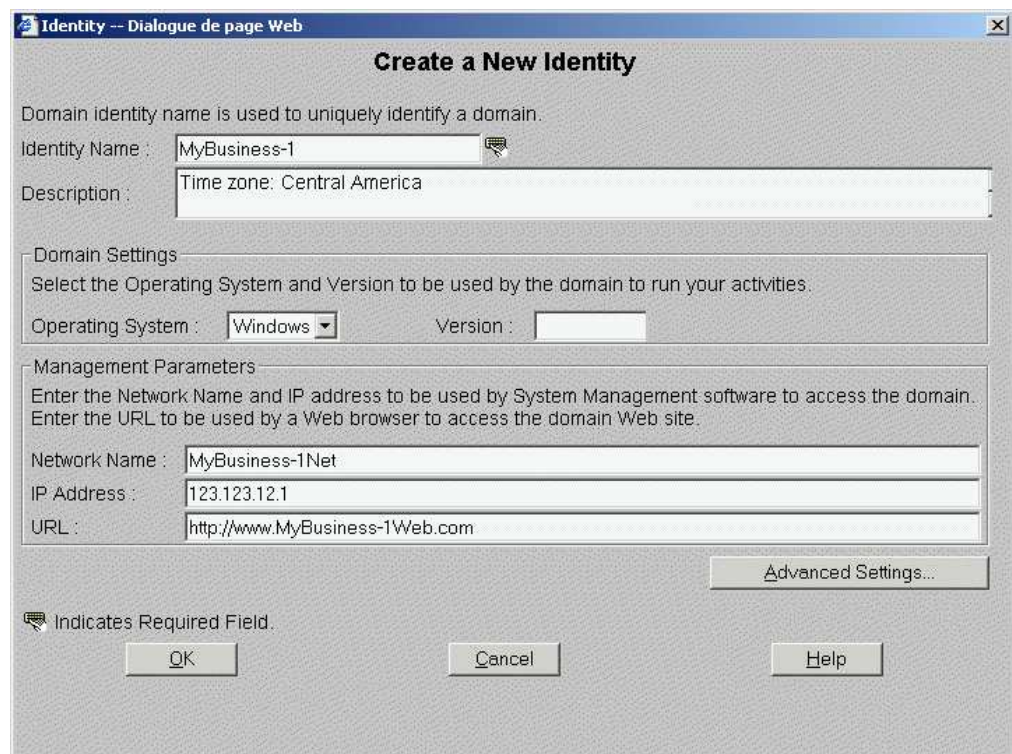 Identity -- Dialogue de page Web
Create a New Identity
Domain identity name is used to uniquely identify a domain.
Identity Name : MyBusiness-1
Description : Time zone: Central America
Domain Settings
Select the Operating System and Version to be used by the domain to run your activities.
Operating System : Windows Version :
Management Parameters
Enter the Network Name and IP address to be used by System Management software to access the domain.
Enter the URL to be used by a Web browser to access the domain Web site.
Network Name : MyBusiness-1Net
IP Address : 123.123.12.1
URL : http://www.MyBusiness-1Web.com
Advanced Settings...
Indicates Required Field.
OK Cancel Help